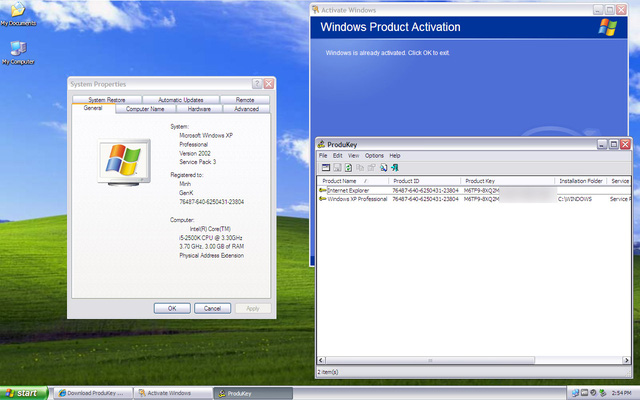 My Documents
My Computer
Activate Windows
Windows Product Activation
Windows is already activated. Click OK to exit.
System Properties
System Restore Automatic Updates Remote
General Computer Name Hardware Advanced
System:
Microsoft Windows XP
Professional
Version 2002
Service Pack 3
Registered to:
Minh
GenK
76487-640-6250431-23804
Computer:
Intel(R) Core(TM)
i5-2500K CPU @ 3.30GHz
3.70 GHz, 3.00 GB of RAM
Physical Address Extension
OK Cancel Apply
ProduKey
File Edit View Options Help
Product Name / Product ID Product Key Installation Folder Service
Internet Explorer 76487-640-6250431-23804 M6TF9-8XQ2M
Windows XP Professional 76487-640-6250431-23804 M6TF9-8XQ2M C:\WINDOWS Service
2 item(s)
start Download ProduKey ... Activate Windows ProduKey 2:54 PM